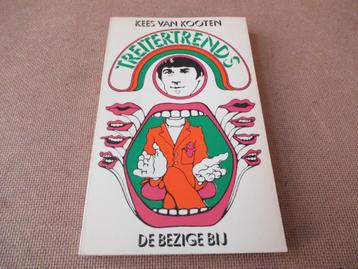 KEES VAN KOOTEN
TREITERTRENDS
DE BEZIGE BIJ